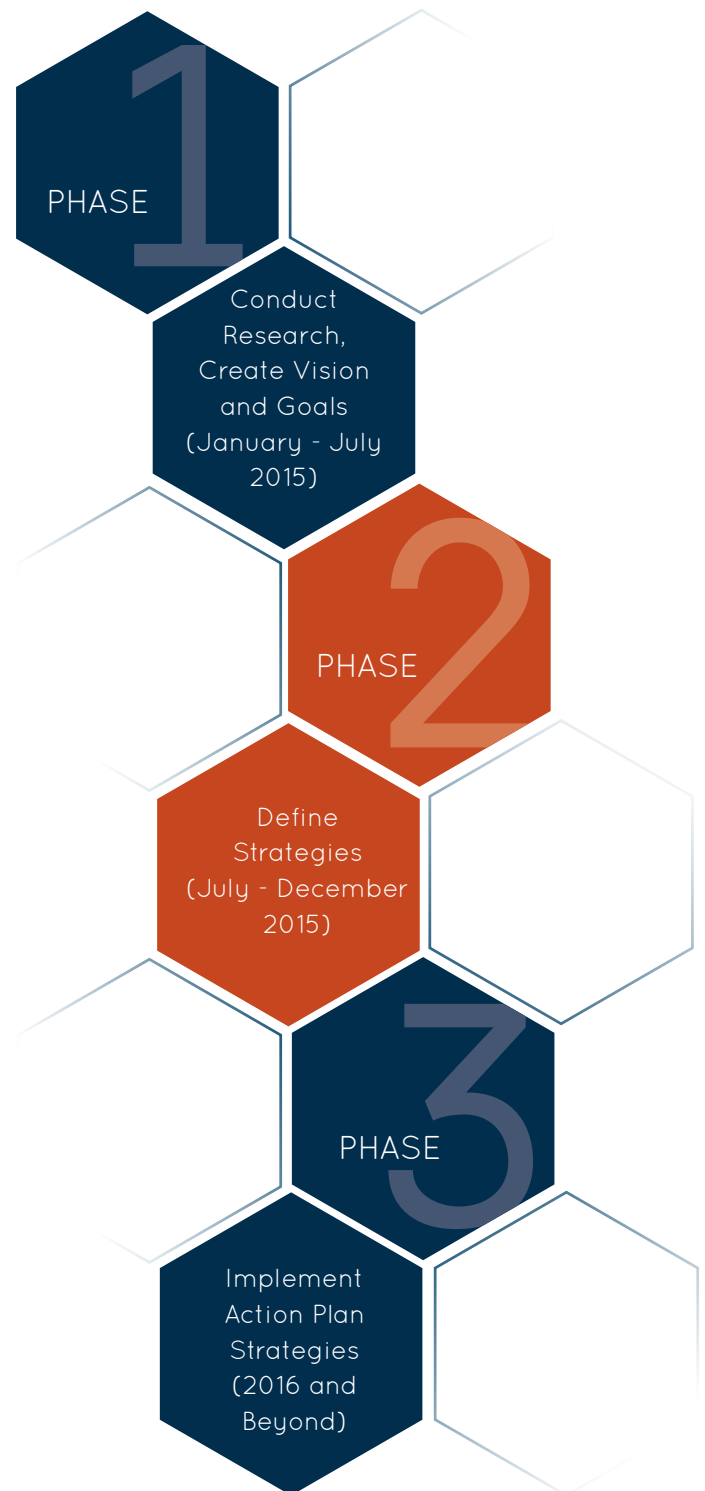 PHASE 1
Conduct
Research,
Create Vision
and Goals
(January - July
2015)
PHASE 2
Define
Strategies
(July - December
2015)
PHASE 3
Implement
Action Plan
Strategies
(2016 and
Beyond)